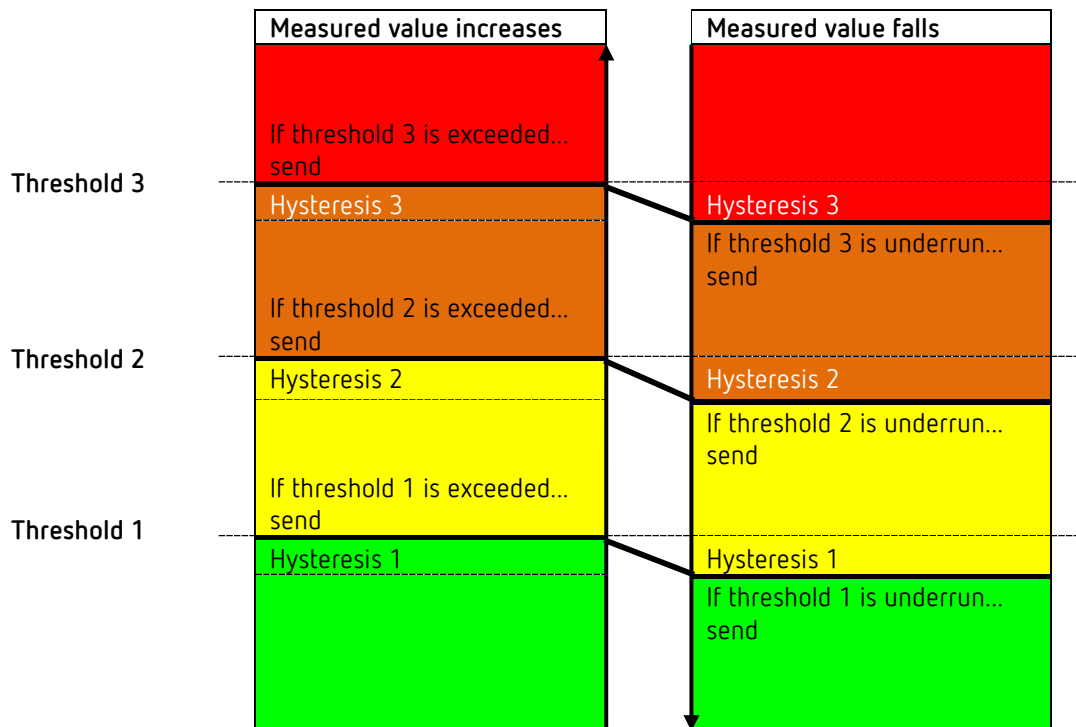 Measured value increases
Measured value falls
If threshold 3 is exceeded...
send
Threshold 3
Hysteresis 3
Hysteresis 3
If threshold 3 is underrun...
send
If threshold 2 is exceeded...
send
Threshold 2
Hysteresis 2
Hysteresis 2
If threshold 2 is underrun...
send
If threshold 1 is exceeded...
send
Threshold 1
Hysteresis 1
Hysteresis 1
If threshold 1 is underrun...
send